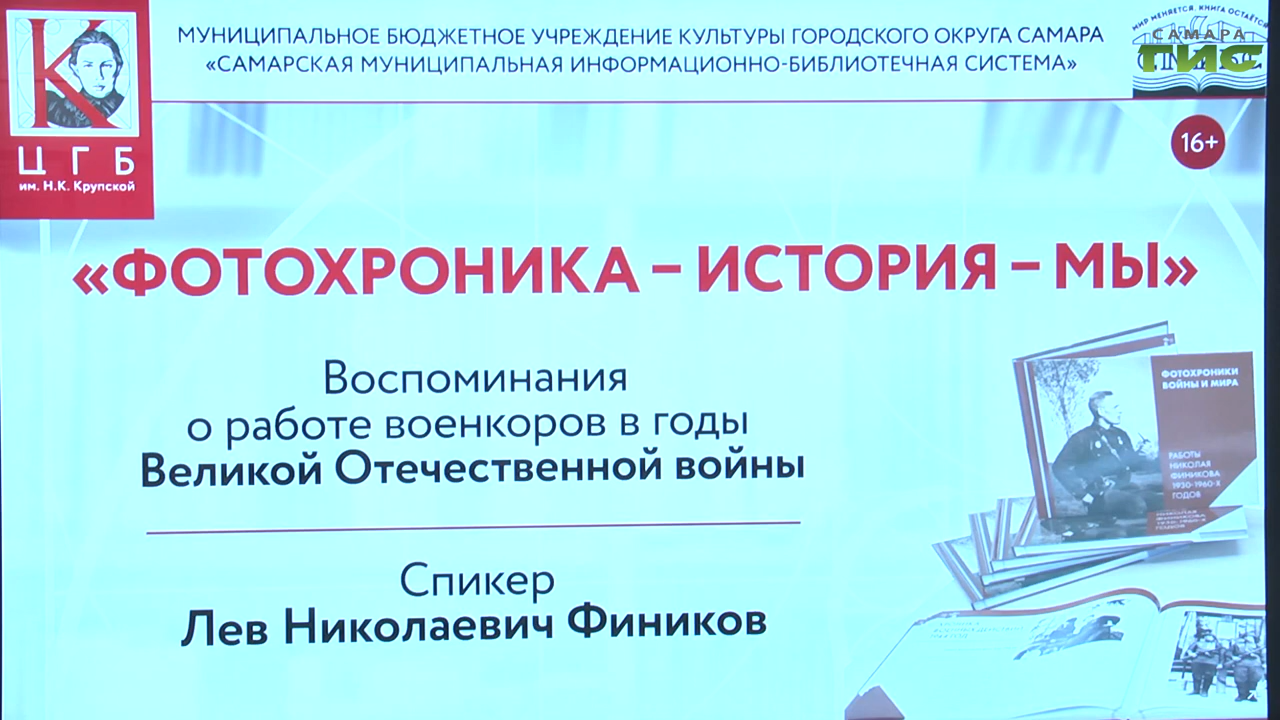 МУНИЦИПАЛЬНОЕ БЮДЖЕТНОЕ УЧРЕЖДЕНИЕ КУЛЬТУРЫ ГОРОДСКОГО ОКРУГА САМАРА
«САМАРСКАЯ МУНИЦИПАЛЬНАЯ ИНФОРМАЦИОННО-БИБЛИОТЕЧНАЯ СИСТЕМА»
МИР МЕНЯЕТСЯ. КНИГА ОСТАЁТСЯ
САМАРА
ГИС
К
ЦГБ
им. Н.К. Крупской
16+
«ФОТОХРОНИКА – ИСТОРИЯ – МЫ»
Воспоминания
о работе военкоров в годы
Великой Отечественной войны
Спикер
Лев Николаевич Фиников
ФОТОХРОНИКИ
ВОЙНЫ И МИРА
РАБОТЫ
НИКОЛАЯ
ФИНИКОВА
1930-1960-Х
ГОДОВ